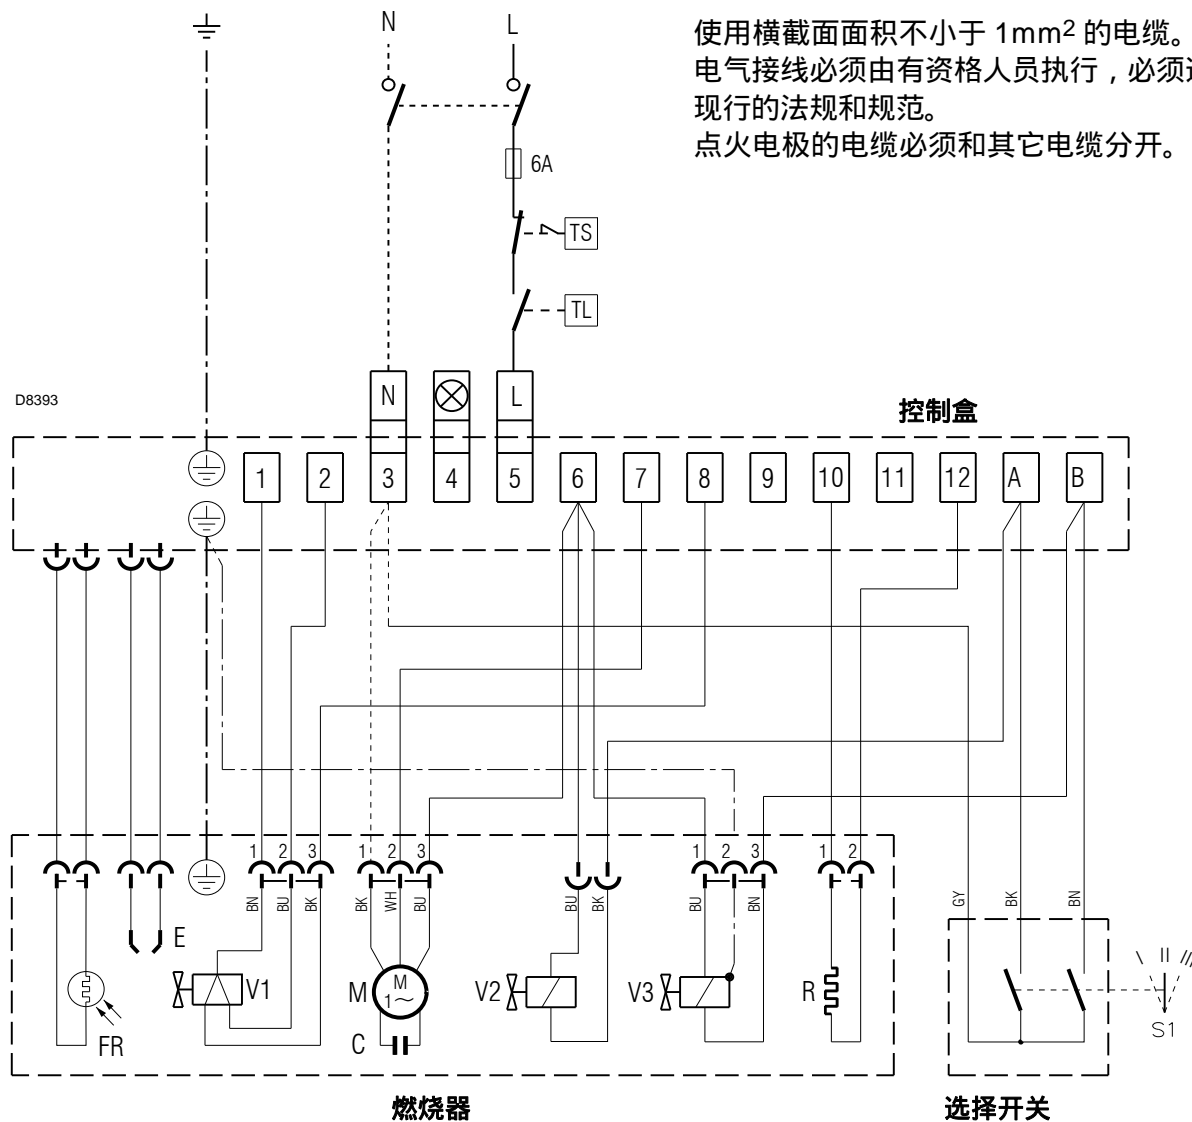 N L
使用横截面面积不小于 1mm² 的电缆。
电气接线必须由有资格人员执行，必须
现行的法规和规范。
点火电极的电缆必须和其它电缆分开。
6A
TS
TL
D8393
N L
控制盒
1 2 3 4 5 6 7 8 9 10 11 12 A B
1 2 3 1 2 3 1 2 3 1 2
BN BU BK BK WH BU BU BK BU BN GY BK BN
E
I II III
V1 M M V2 V3 R
1~
S1
FR C
燃烧器 选择开关